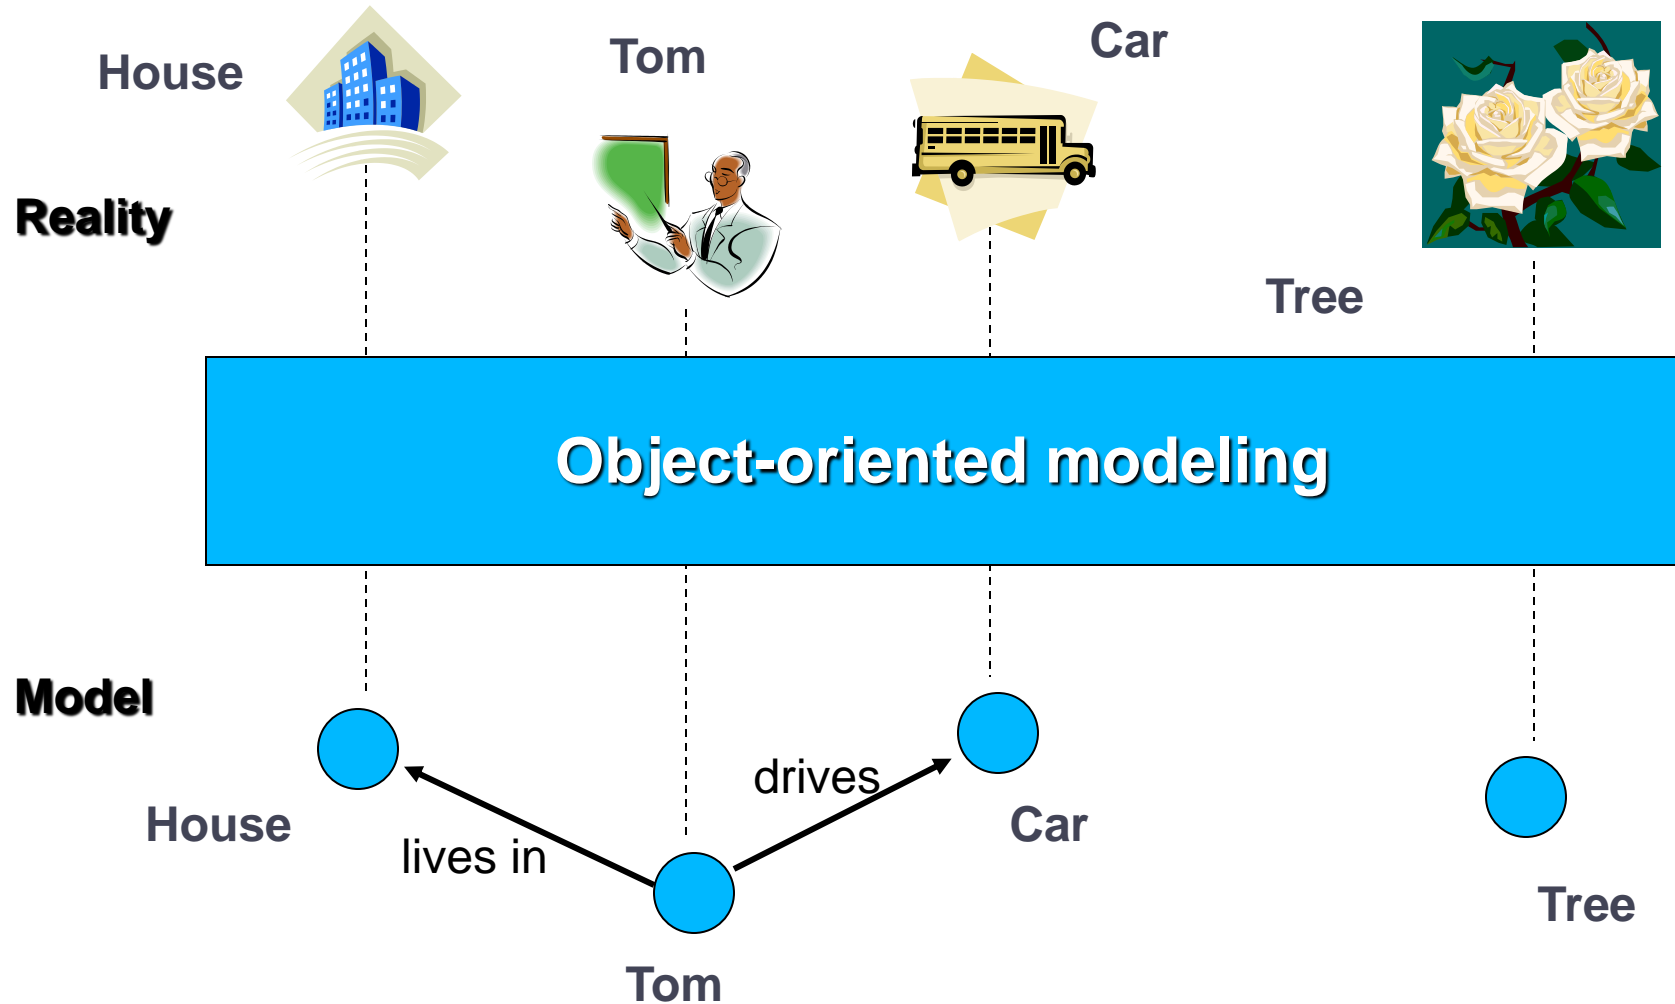 House
Tom
Car
Reality
Tree
Object-oriented modeling
Model
drives
House
Car
lives in
Tree
Tom